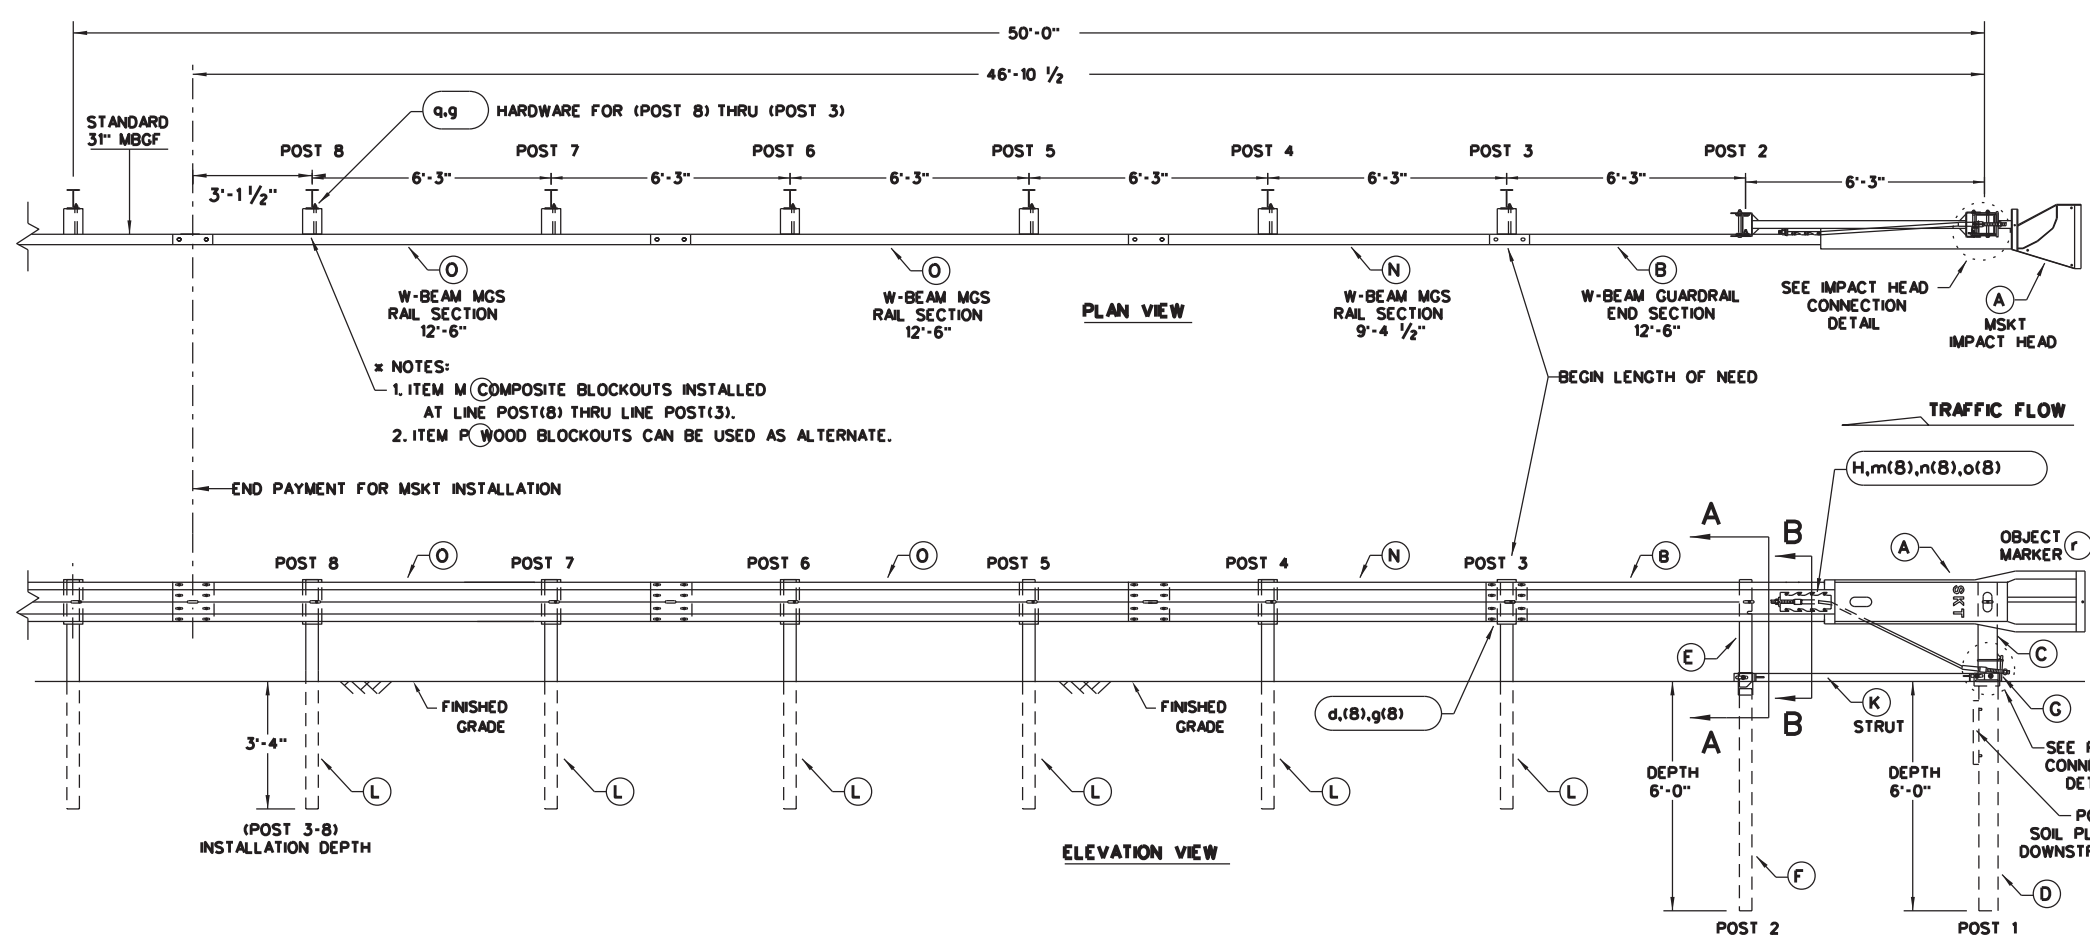 50'-0"
46'-10 ½
q,g HARDWARE FOR (POST 8) THRU (POST 3)
STANDARD
31" MBGF
POST 8 POST 7 POST 6 POST 5 POST 4 POST 3 POST 2
3'-1 ½" 6'-3" 6'-3" 6'-3" 6'-3" 6'-3" 6'-3" 6'-3"
O
W-BEAM MGS
RAIL SECTION
12'-6"
O
W-BEAM MGS
RAIL SECTION
12'-6"
PLAN VIEW
N
W-BEAM MGS
RAIL SECTION
9'-4 ½"
B
W-BEAM GUARDRAIL
END SECTION
12'-6"
SEE IMPACT HEAD
CONNECTION
DETAIL
A
MSKT
IMPACT HEAD
* NOTES:
1. ITEM M COMPOSITE BLOCKOUTS INSTALLED
AT LINE POST(8) THRU LINE POST(3).
2. ITEM P WOOD BLOCKOUTS CAN BE USED AS ALTERNATE.
BEGIN LENGTH OF NEED
TRAFFIC FLOW
END PAYMENT FOR MSKT INSTALLATION
H,m(8),n(8),o(8)
A B
OBJECT
MARKER r
POST 8 O POST 7 POST 6 O POST 5 POST 4 N POST 3 B A
SKT
E C
FINISHED
GRADE
FINISHED
GRADE
d,(8),g(8)
A B
K
STRUT
G
3'-4"
L L L L L L
(POST 3-8)
INSTALLATION DEPTH
DEPTH
6'-0"
DEPTH
6'-0"
SEE
SOIL
ELEVATION VIEW
F D
POST 2 POST 1